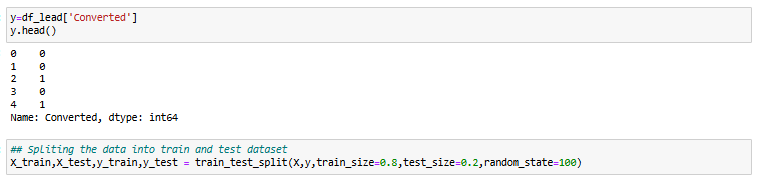 y=df_lead['Converted']
y.head()
0    0
1    0
2    1
3    0
4    1
Name: Converted, dtype: int64
## Spliting the data into train and test dataset
X_train,X_test,y_train,y_test = train_test_split(X,y,train_size=0.8,test_size=0.2,random_state=100)